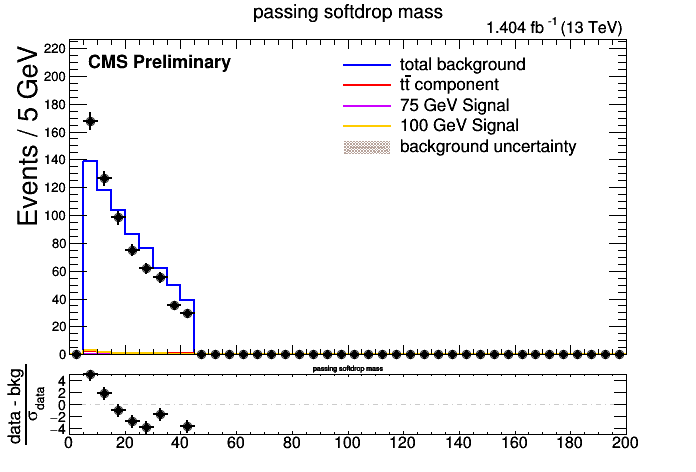 passing softdrop mass
1.404 fb⁻¹ (13 TeV)
CMS Preliminary
total background
tt̄ component
75 GeV Signal
100 GeV Signal
background uncertainty
Events / 5 GeV
220
200
180
160
140
120
100
80
60
40
20
0
passing softdrop mass
data - bkg
σ data
4
2
0
−2
−4
0 20 40 60 80 100 120 140 160 180 200